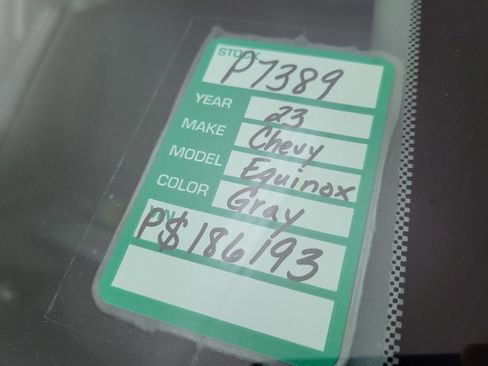 STOCK P7389
YEAR 23
MAKE Chevy
MODEL Equinox
COLOR Gray
P$186193